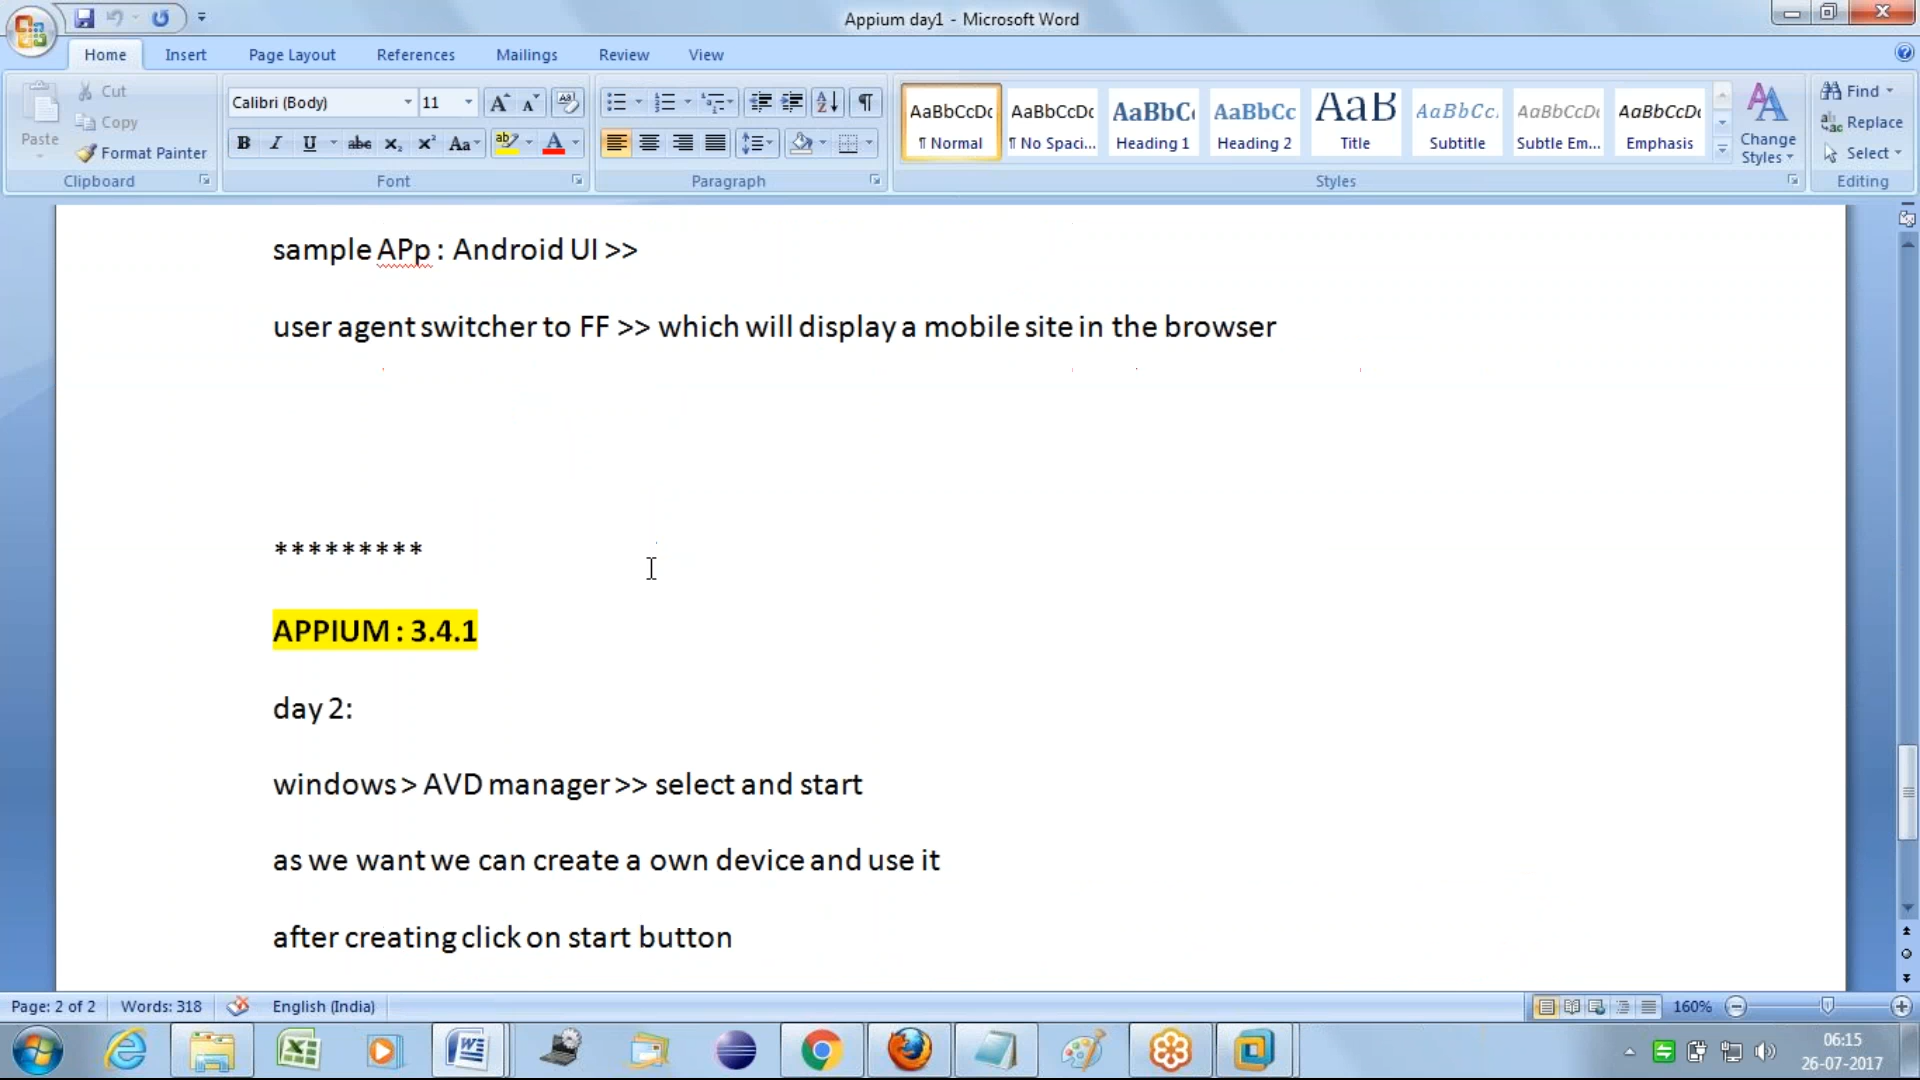 Appium day1 - Microsoft Word
Home Insert Page Layout References Mailings Review View
Cut
Copy
Paste
Format Painter
Clipboard
Calibri (Body) 11
Font
Paragraph
AaBbCcDc AaBbCcDc AaBbC AaBbCc AaB AaBbCc. AaBbCcDc AaBbCcDc
¶ Normal ¶ No Spaci... Heading 1 Heading 2 Title Subtitle Subtle Em... Emphasis
Change Styles
Styles
Find
Replace
Select
Editing
sample APp : Android UI >>
user agent switcher to FF >> which will display a mobile site in the browser
*********
APPIUM : 3.4.1
day 2:
windows > AVD manager >> select and start
as we want we can create a own device and use it
after creating click on start button
Page: 2 of 2 Words: 318 English (India) 160%
06:15
26-07-2017